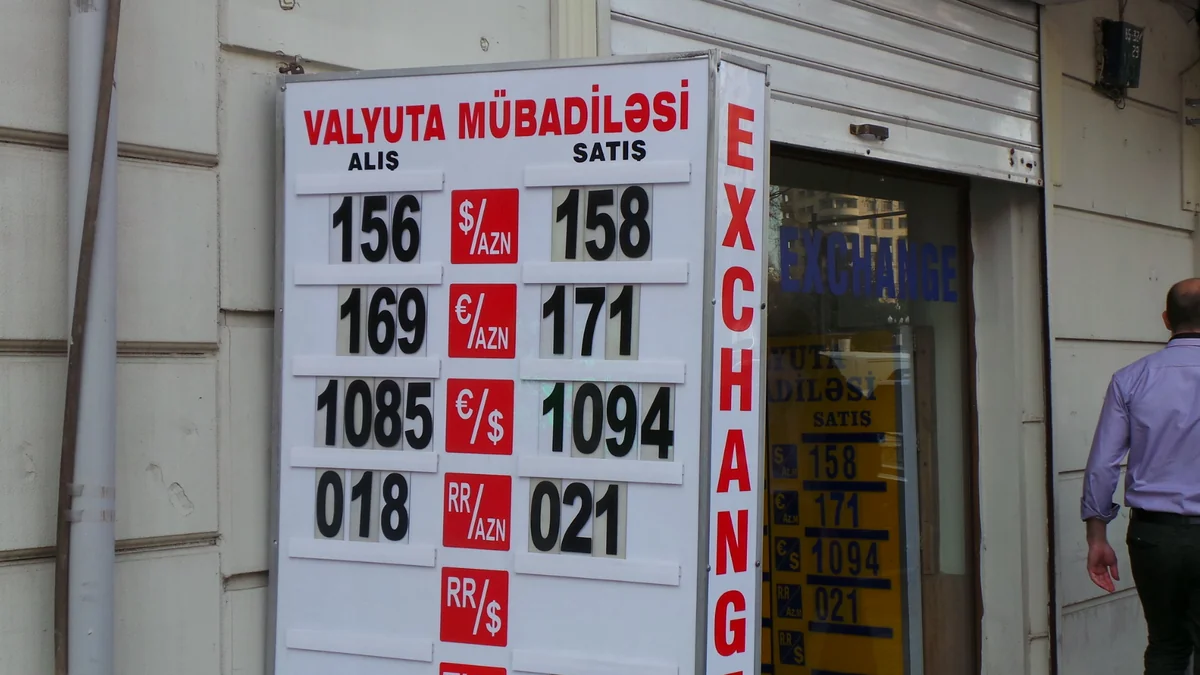 VALYUTA MÜBADİLƏSİ
ALIŞ SATIŞ
156 $/AZN 158
169 €/AZN 171
1085 €/$ 1094
018 RR/AZN 021
RR/$
EXCHANG
EXCHANGE
SATIŞ
158
171
1094
021